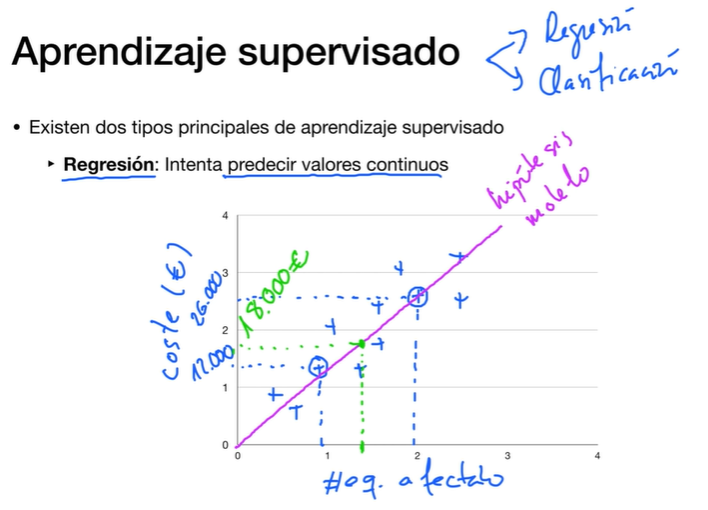 Aprendizaje supervisado
Regresión
Clasificación
• Existen dos tipos principales de aprendizaje supervisado
‣ Regresión: Intenta predecir valores continuos
hipótesis
modelo
coste (€)
4
3
2
1
0
26.000
18.000€
12.000
0 1 2 3 4
#eq. afectado